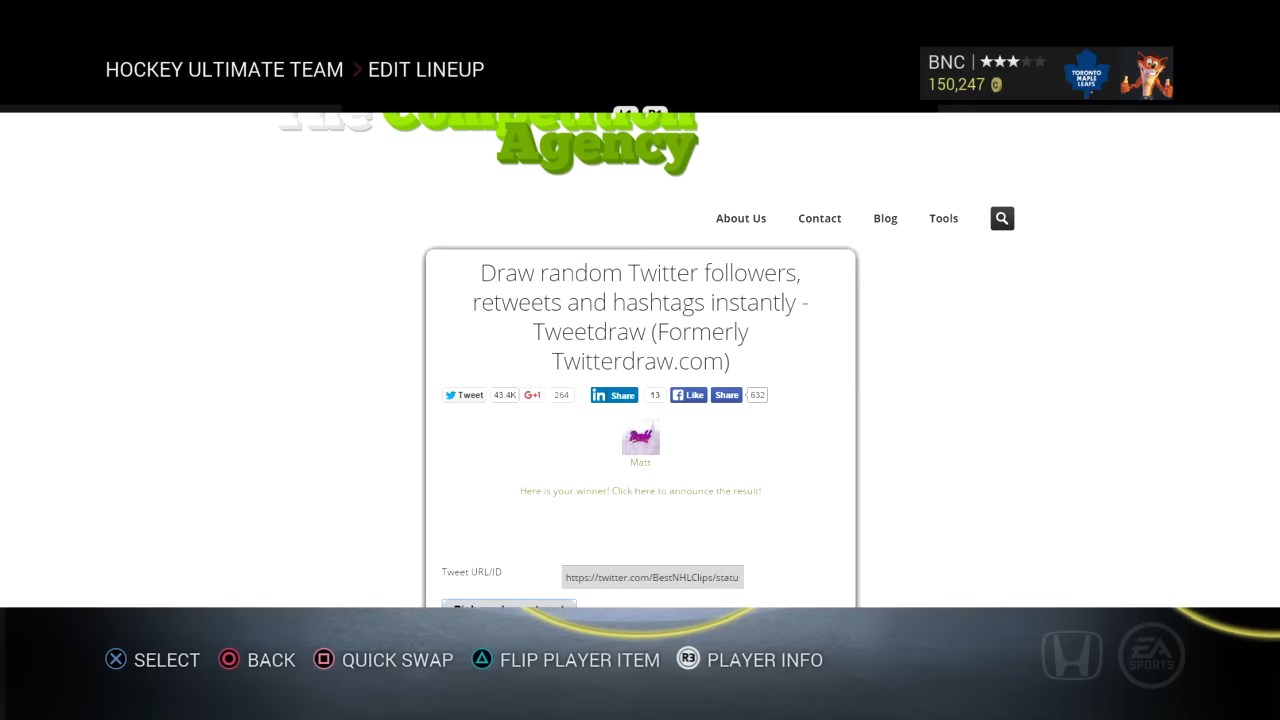 HOCKEY ULTIMATE TEAM > EDIT LINEUP
BNC | ★★★★★
150,247
TORONTO
MAPLE
LEAFS
The Competition
Agency
About Us Contact Blog Tools
Draw random Twitter followers,
retweets and hashtags instantly -
Tweetdraw (Formerly
Twitterdraw.com)
Tweet 43.4K G+1 264 in Share 13 Like Share 632
Matt
Here is your winner! Click here to announce the result!
Tweet URL/ID https://twitter.com/BestNHLClips/statu
SELECT BACK QUICK SWAP FLIP PLAYER ITEM R3 PLAYER INFO
EA
SPORTS